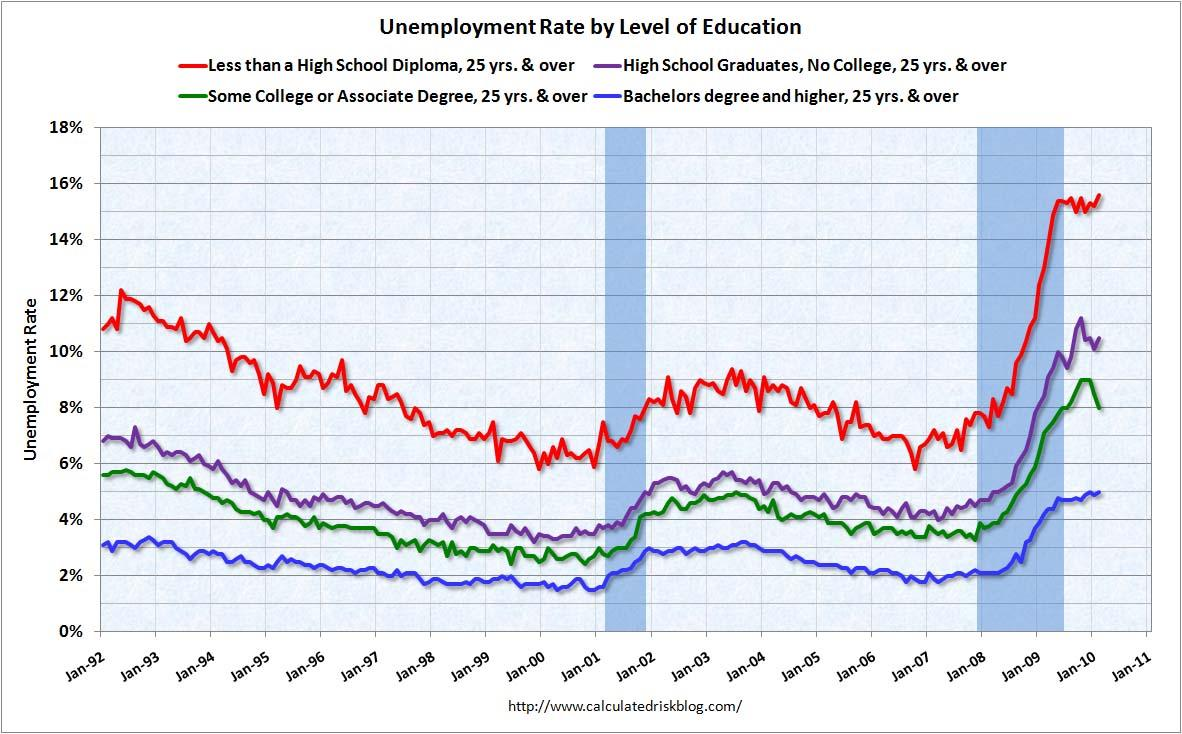 Unemployment Rate by Level of Education
Less than a High School Diploma, 25 yrs. & over
High School Graduates, No College, 25 yrs. & over
Some College or Associate Degree, 25 yrs. & over
Bachelors degree and higher, 25 yrs. & over
18%
16%
14%
12%
10%
8%
6%
4%
2%
0%
Unemployment Rate
Jan-92
Jan-93
Jan-94
Jan-95
Jan-96
Jan-97
Jan-98
Jan-99
Jan-00
Jan-01
Jan-02
Jan-03
Jan-04
Jan-05
Jan-06
Jan-07
Jan-08
Jan-09
Jan-10
Jan-11
http://www.calculatedriskblog.com/